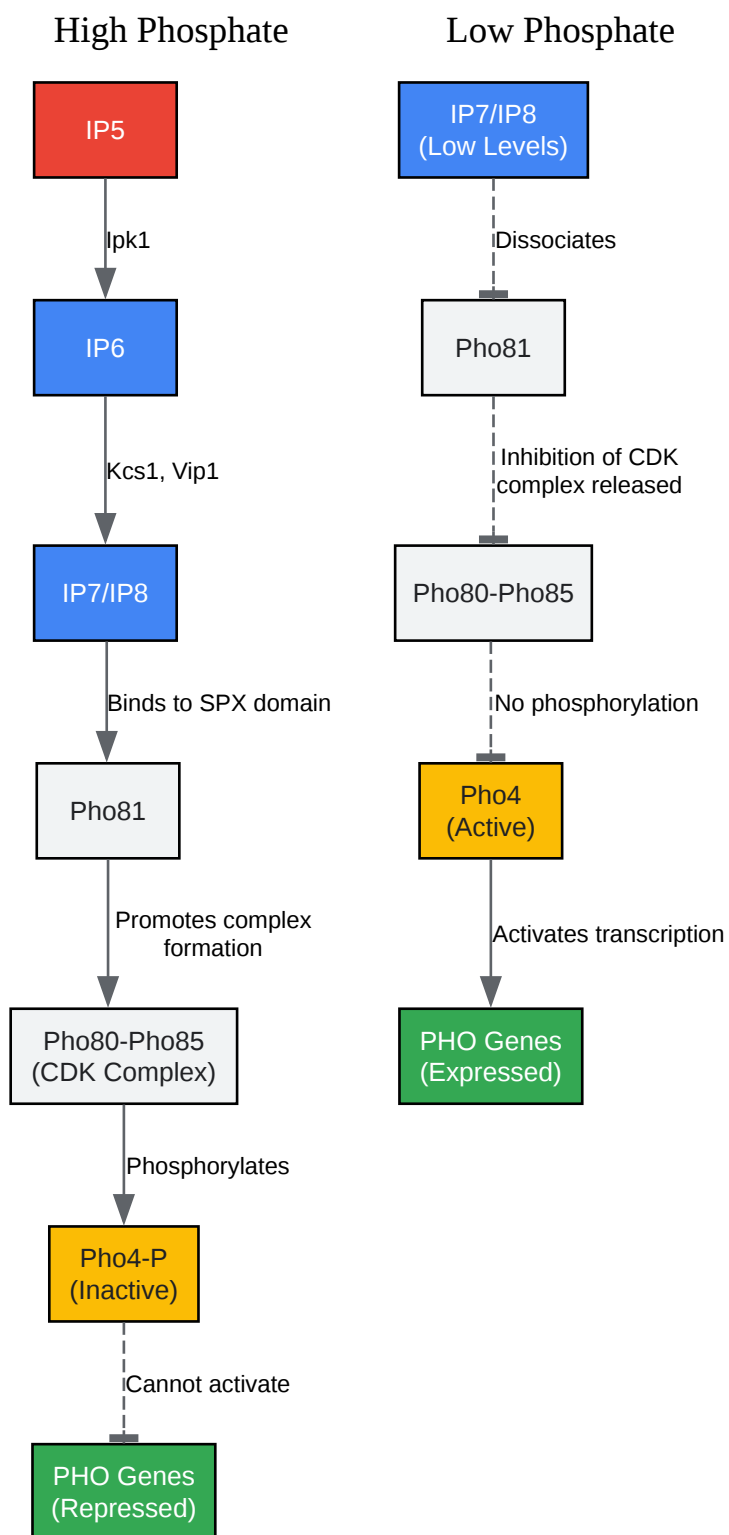 High Phosphate
IP5
Ipk1
IP6
Kcs1, Vip1
IP7/IP8
Binds to SPX domain
Pho81
Promotes complex
formation
Pho80-Pho85
(CDK Complex)
Phosphorylates
Pho4-P
(Inactive)
Cannot activate
PHO Genes
(Repressed)
Low Phosphate
IP7/IP8
(Low Levels)
Dissociates
Pho81
Inhibition of CDK
complex released
Pho80-Pho85
No phosphorylation
Pho4
(Active)
Activates transcription
PHO Genes
(Expressed)